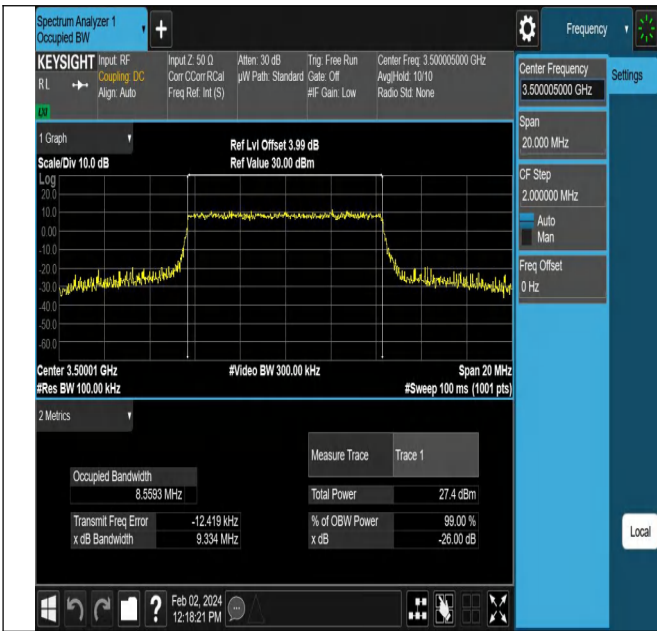 Spectrum Analyzer 1
Occupied BW
Frequency
KEYSIGHT
RL
LXI
Input: RF
Coupling: DC
Align: Auto
Input Z: 50 Ω
Corr CCorr RCal
Freq Ref: Int (S)
Atten: 30 dB
µW Path: Standard
Trig: Free Run
Gate: Off
#IF Gain: Low
Center Freq: 3.500005000 GHz
Avg|Hold: 10/10
Radio Std: None
Center Frequency
3.500005000 GHz
Settings
Span
20.000 MHz
CF Step
2.000000 MHz
Auto
Man
Freq Offset
0 Hz
Local
1 Graph
Scale/Div 10.0 dB
Ref Lvl Offset 3.99 dB
Ref Value 30.00 dBm
Log
20.0
10.0
0.00
-10.0
-20.0
-30.0
-40.0
-50.0
-60.0
Center 3.50001 GHz
#Video BW 300.00 kHz
Span 20 MHz
#Res BW 100.00 kHz
#Sweep 100 ms (1001 pts)
2 Metrics
Measure Trace Trace 1
Occupied Bandwidth
8.5593 MHz
Total Power 27.4 dBm
Transmit Freq Error -12.419 kHz
% of OBW Power 99.00 %
x dB Bandwidth 9.334 MHz
x dB -26.00 dB
?
Feb 02, 2024
12:18:21 PM